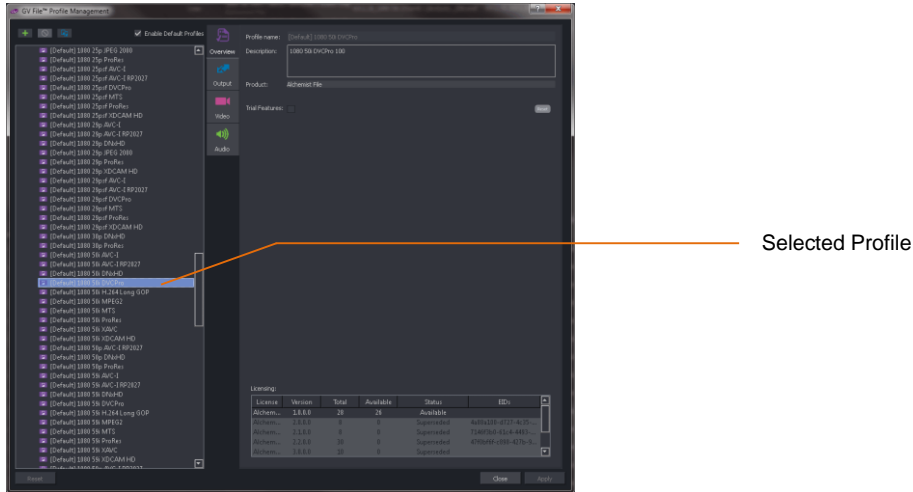 GV File™ Profile Management
Enable Default Profiles
[Default] 1080 25p JPEG 2000
[Default] 1080 25p ProRes
[Default] 1080 25psf AVC-I
[Default] 1080 25psf AVC-I RP2027
[Default] 1080 25psf DVCPro
[Default] 1080 25psf MTS
[Default] 1080 25psf ProRes
[Default] 1080 25psf XDCAM HD
[Default] 1080 29p AVC-I
[Default] 1080 29p AVC-I RP2027
[Default] 1080 29p DNxHD
[Default] 1080 29p JPEG 2000
[Default] 1080 29p ProRes
[Default] 1080 29p XDCAM HD
[Default] 1080 29psf AVC-I
[Default] 1080 29psf AVC-I RP2027
[Default] 1080 29psf DVCPro
[Default] 1080 29psf MTS
[Default] 1080 29psf ProRes
[Default] 1080 29psf XDCAM HD
[Default] 1080 30p DNxHD
[Default] 1080 30p ProRes
[Default] 1080 50i AVC-I
[Default] 1080 50i AVC-I RP2027
[Default] 1080 50i DNxHD
[Default] 1080 50i DVCPro
[Default] 1080 50i H.264 Long GOP
[Default] 1080 50i MPEG2
[Default] 1080 50i MTS
[Default] 1080 50i ProRes
[Default] 1080 50i XAVC
[Default] 1080 50i XDCAM HD
[Default] 1080 50p AVC-I RP2027
[Default] 1080 50p DNxHD
[Default] 1080 50p ProRes
[Default] 1080 59i AVC-I
[Default] 1080 59i AVC-I RP2027
[Default] 1080 59i DNxHD
[Default] 1080 59i DVCPro
[Default] 1080 59i H.264 Long GOP
[Default] 1080 59i MPEG2
[Default] 1080 59i MTS
[Default] 1080 59i ProRes
[Default] 1080 59i XAVC
[Default] 1080 59i XDCAM HD
Overview
Output
Video
Audio
Profile name: [Default] 1080 50i DVCPro
Description: 1080 50i DVCPro 100
Product: Alchemist File
Trial Features:
Reset
Licensing:
License Version Total Available Status EIDs
Alchem... 1.0.0.0 26 26 Available
Alchem... Superseded
Alchem... Superseded
Alchem... Superseded
Alchem... Superseded
Reset
Close Apply
Selected Profile